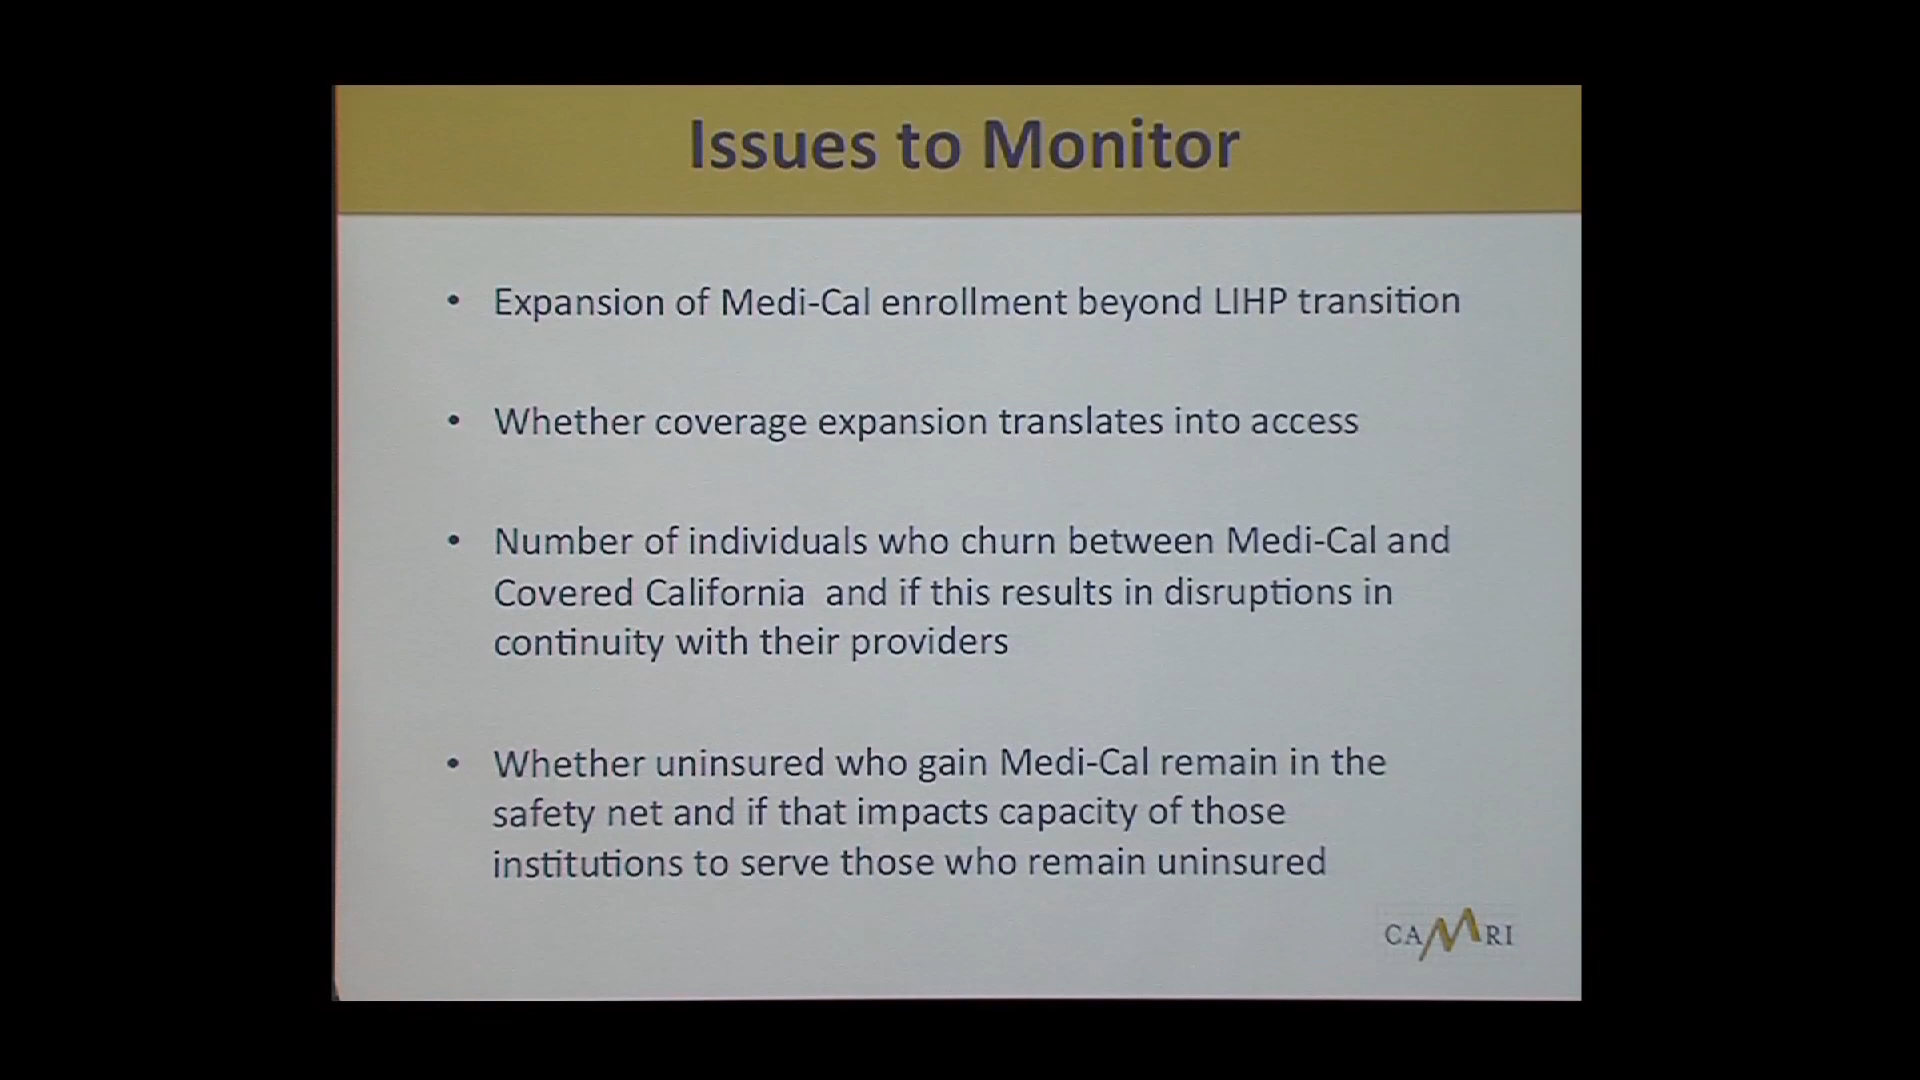 Issues to Monitor
• Expansion of Medi-Cal enrollment beyond LIHP transition
• Whether coverage expansion translates into access
• Number of individuals who churn between Medi-Cal and
Covered California and if this results in disruptions in
continuity with their providers
• Whether uninsured who gain Medi-Cal remain in the
safety net and if that impacts capacity of those
institutions to serve those who remain uninsured
CAMRI